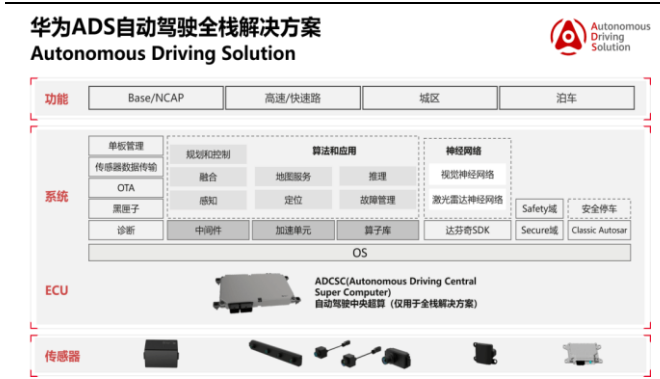 华为ADS自动驾驶全栈解决方案
Autonomous Driving Solution
Autonomous
Driving
Solution
功能
Base/NCAP
高速/快速路
城区
泊车
系统
单板管理
传感器数据传输
OTA
黑匣子
诊断
规划和控制
算法和应用
融合
地图服务
推理
感知
定位
故障管理
中间件
加速单元
算子库
神经网络
视觉神经网络
激光雷达神经网络
达芬奇SDK
Safety域
安全停车
Secure域
Classic Autosar
OS
ECU
ADCSC(Autonomous Driving Central
Super Computer)
自动驾驶中央超算（仅用于全栈解决方案）
传感器